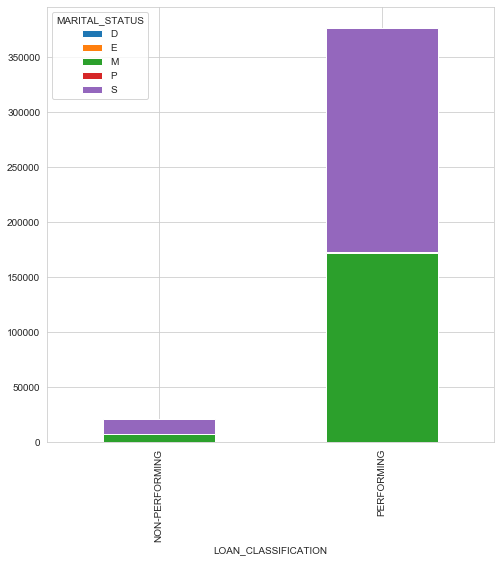 MARITAL_STATUS
D
E
M
P
S
350000
300000
250000
200000
150000
100000
50000
0
NON-PERFORMING
PERFORMING
LOAN_CLASSIFICATION